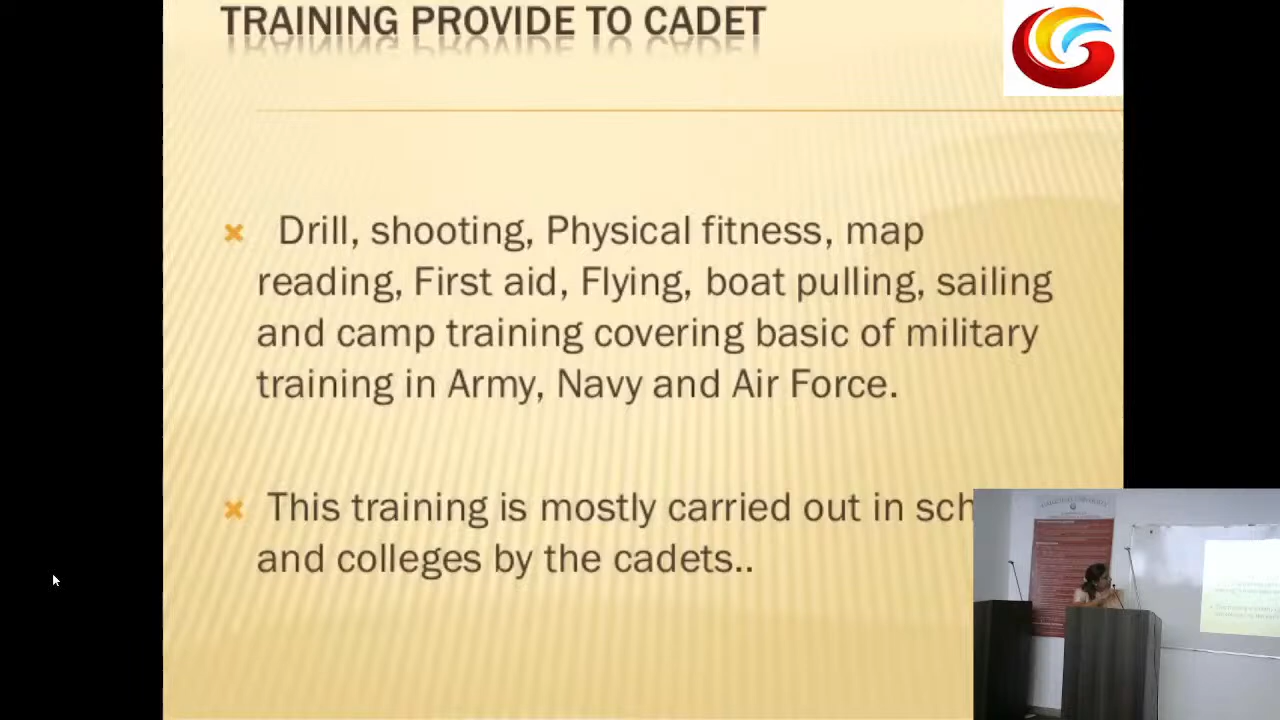 TRAINING PROVIDE TO CADET
Drill, shooting, Physical fitness, map
reading, First aid, Flying, boat pulling, sailing
and camp training covering basic of military
training in Army, Navy and Air Force.
This training is mostly carried out in sch
and colleges by the cadets..